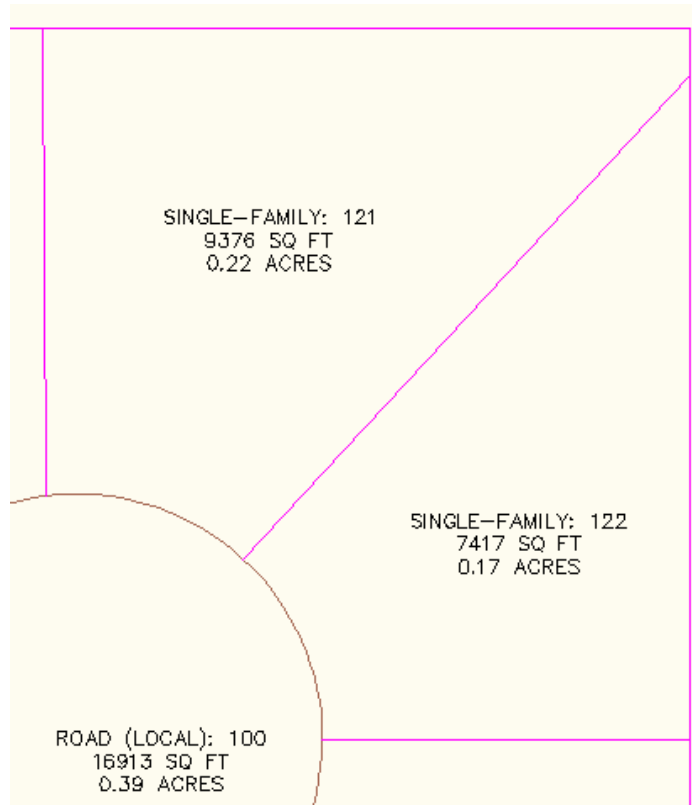 SINGLE-FAMILY: 121
9376 SQ FT
0.22 ACRES
SINGLE-FAMILY: 122
7417 SQ FT
0.17 ACRES
ROAD (LOCAL): 100
16913 SQ FT
0.39 ACRES